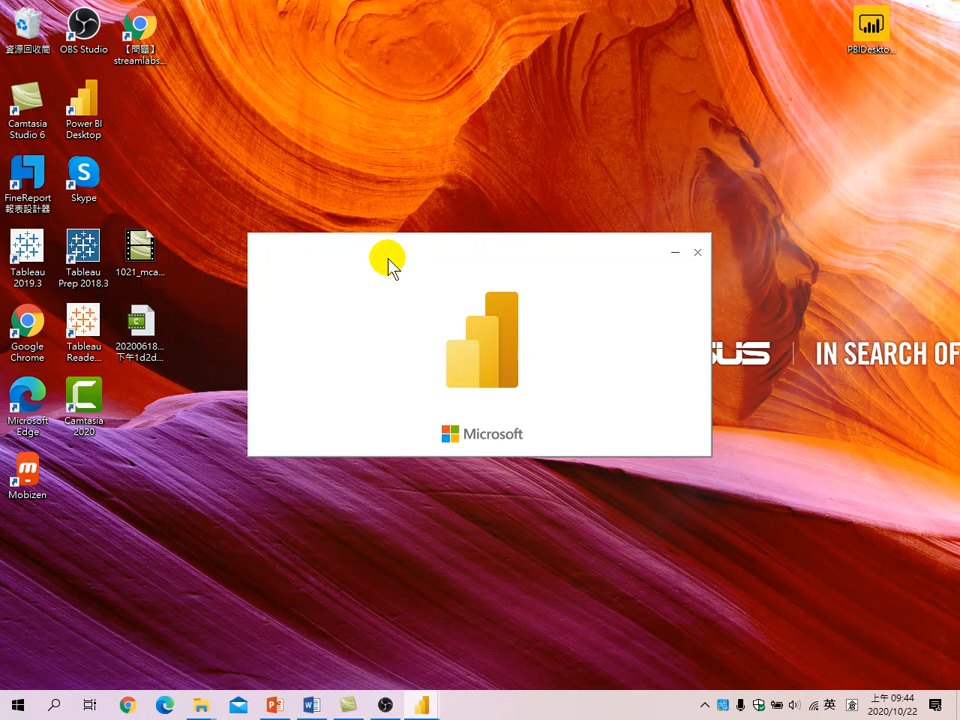 資源回收筒
OBS Studio
【問題】
streamlabs...
PBIDeskto...
Camtasia
Studio 6
Power BI
Desktop
FineReport
報表設計器
Skype
Tableau
2019.3
Tableau
Prep 2018.3
1021_mca...
Google
Chrome
Tableau
Reade...
20200618...
下午1d2d...
SUS
IN SEARCH OF
Microsoft
Edge
Camtasia
2020
Microsoft
Mobizen
英
倉
上午 09:44
2020/10/22